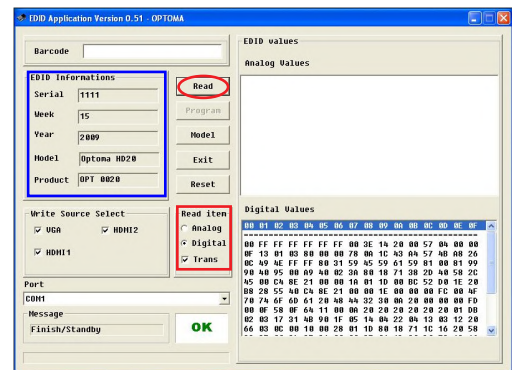 EDID Application Version 0.51 - OPTOMA
Barcode
EDID Informations
Serial 1111
Week 15
Year 2009
Model Optoma HD20
Product OPT 0020
Read
Program
Model
Exit
Reset
Write Source Select
VGA HDMI2
HDMI1
Read item
Analog
Digital
Trans
Port
COM1
Message
Finish/Standby
OK
EDID values
Analog Values
Digital Values
00 01 02 03 04 05 06 07 08 09 0A 0B 0C 0D 0E 0F
00 FF FF FF FF FF FF 00 3E 14 20 00 57 04 00 00
0F 13 01 03 80 00 00 78 0A 1C 43 A4 57 4B A8 26
0C 49 4E FF FF 80 31 59 45 59 61 59 81 00 81 99
90 40 95 00 A9 40 02 3A 80 18 71 38 2D 40 58 2C
45 00 C4 8E 21 00 00 1A 01 1D 00 BC 52 D0 1E 20
B8 28 55 40 C4 8E 21 00 00 1E 00 00 00 FC 00 4F
70 74 6F 6D 61 20 48 44 32 30 0A 20 00 00 00 FD
00 0F 58 0F 64 11 00 0A 20 20 20 20 20 20 01 DB
02 03 17 31 4B 90 1F 05 14 04 22 04 13 03 12 20
66 03 0C 00 10 00 28 01 1D 80 18 71 1C 16 20 58